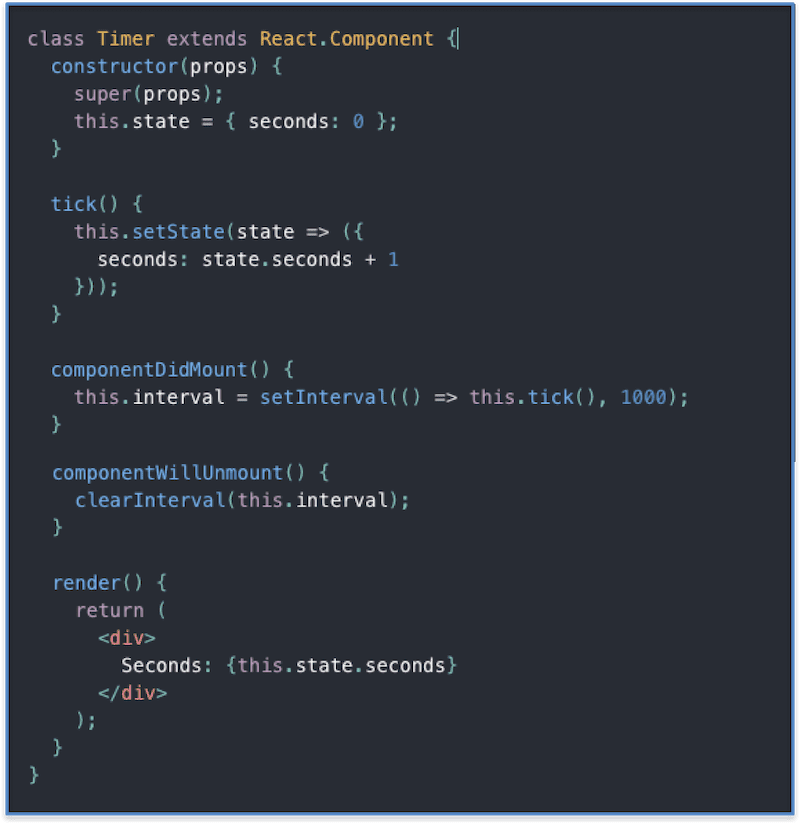 class Timer extends React.Component {
  constructor(props) {
    super(props);
    this.state = { seconds: 0 };
  }

  tick() {
    this.setState(state => ({
      seconds: state.seconds + 1
    }));
  }

  componentDidMount() {
    this.interval = setInterval(() => this.tick(), 1000);
  }

  componentWillUnmount() {
    clearInterval(this.interval);
  }

  render() {
    return (
      <div>
        Seconds: {this.state.seconds}
      </div>
    );
  }
}